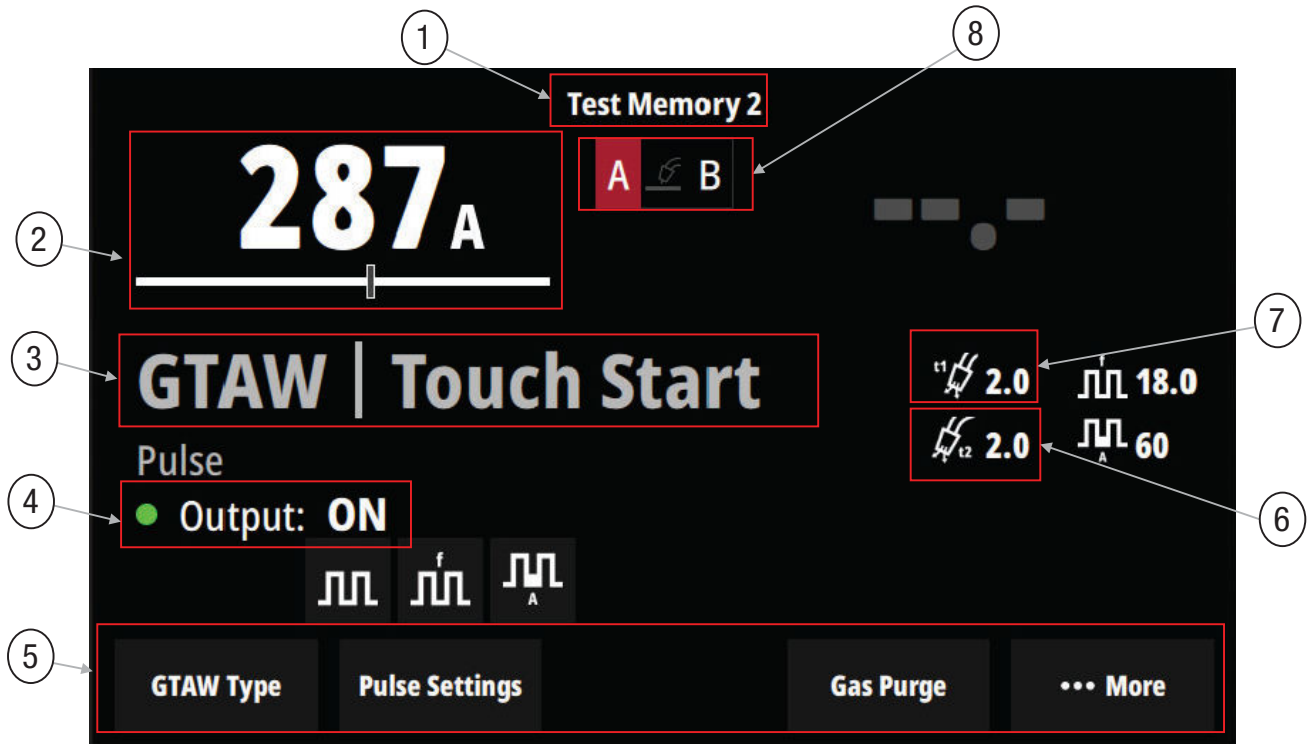 1
8
Test Memory 2
287 A
A B
2
--.-
7
3
GTAW | Touch Start
t1 2.0
f 18.0
t2 2.0
A 60
Pulse
4
Output: ON
6
f
A
5
GTAW Type
Pulse Settings
Gas Purge
••• More